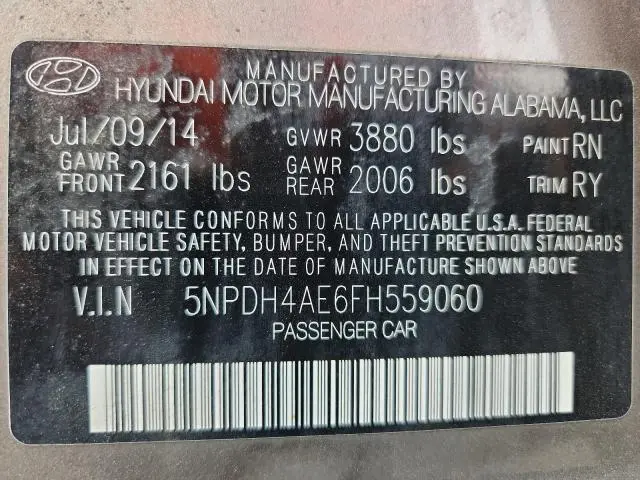 MANUFACTURED BY
HYUNDAI MOTOR MANUFACTURING ALABAMA, LLC
Jul/09/14 GVWR 3880 lbs PAINT RN
GAWR FRONT 2161 lbs GAWR REAR 2006 lbs TRIM RY
THIS VEHICLE CONFORMS TO ALL APPLICABLE U.S.A. FEDERAL
MOTOR VEHICLE SAFETY, BUMPER, AND THEFT PREVENTION STANDARDS
IN EFFECT ON THE DATE OF MANUFACTURE SHOWN ABOVE
V.I.N 5NPDH4AE6FH559060
PASSENGER CAR